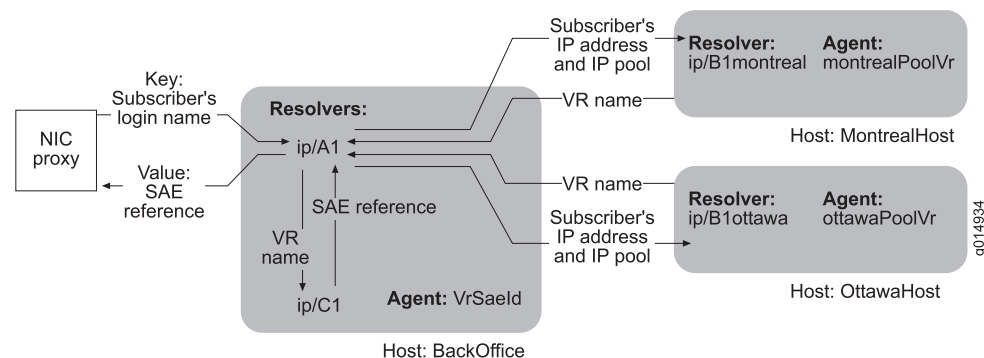 Key:
Subscriber's
login name
NIC
proxy
Value:
SAE
reference
Resolvers:
ip/A1
SAE reference
VR
name
ip/C1
Agent: VrSaeId
Host: BackOffice
Subscriber's
IP address
and IP pool
VR name
Resolver:
ip/B1montreal
Agent:
montrealPoolVr
Host: MontrealHost
VR name
Subscriber's
IP address
and IP pool
Resolver:
ip/B1ottawa
Agent:
ottawaPoolVr
Host: OttawaHost
g014934